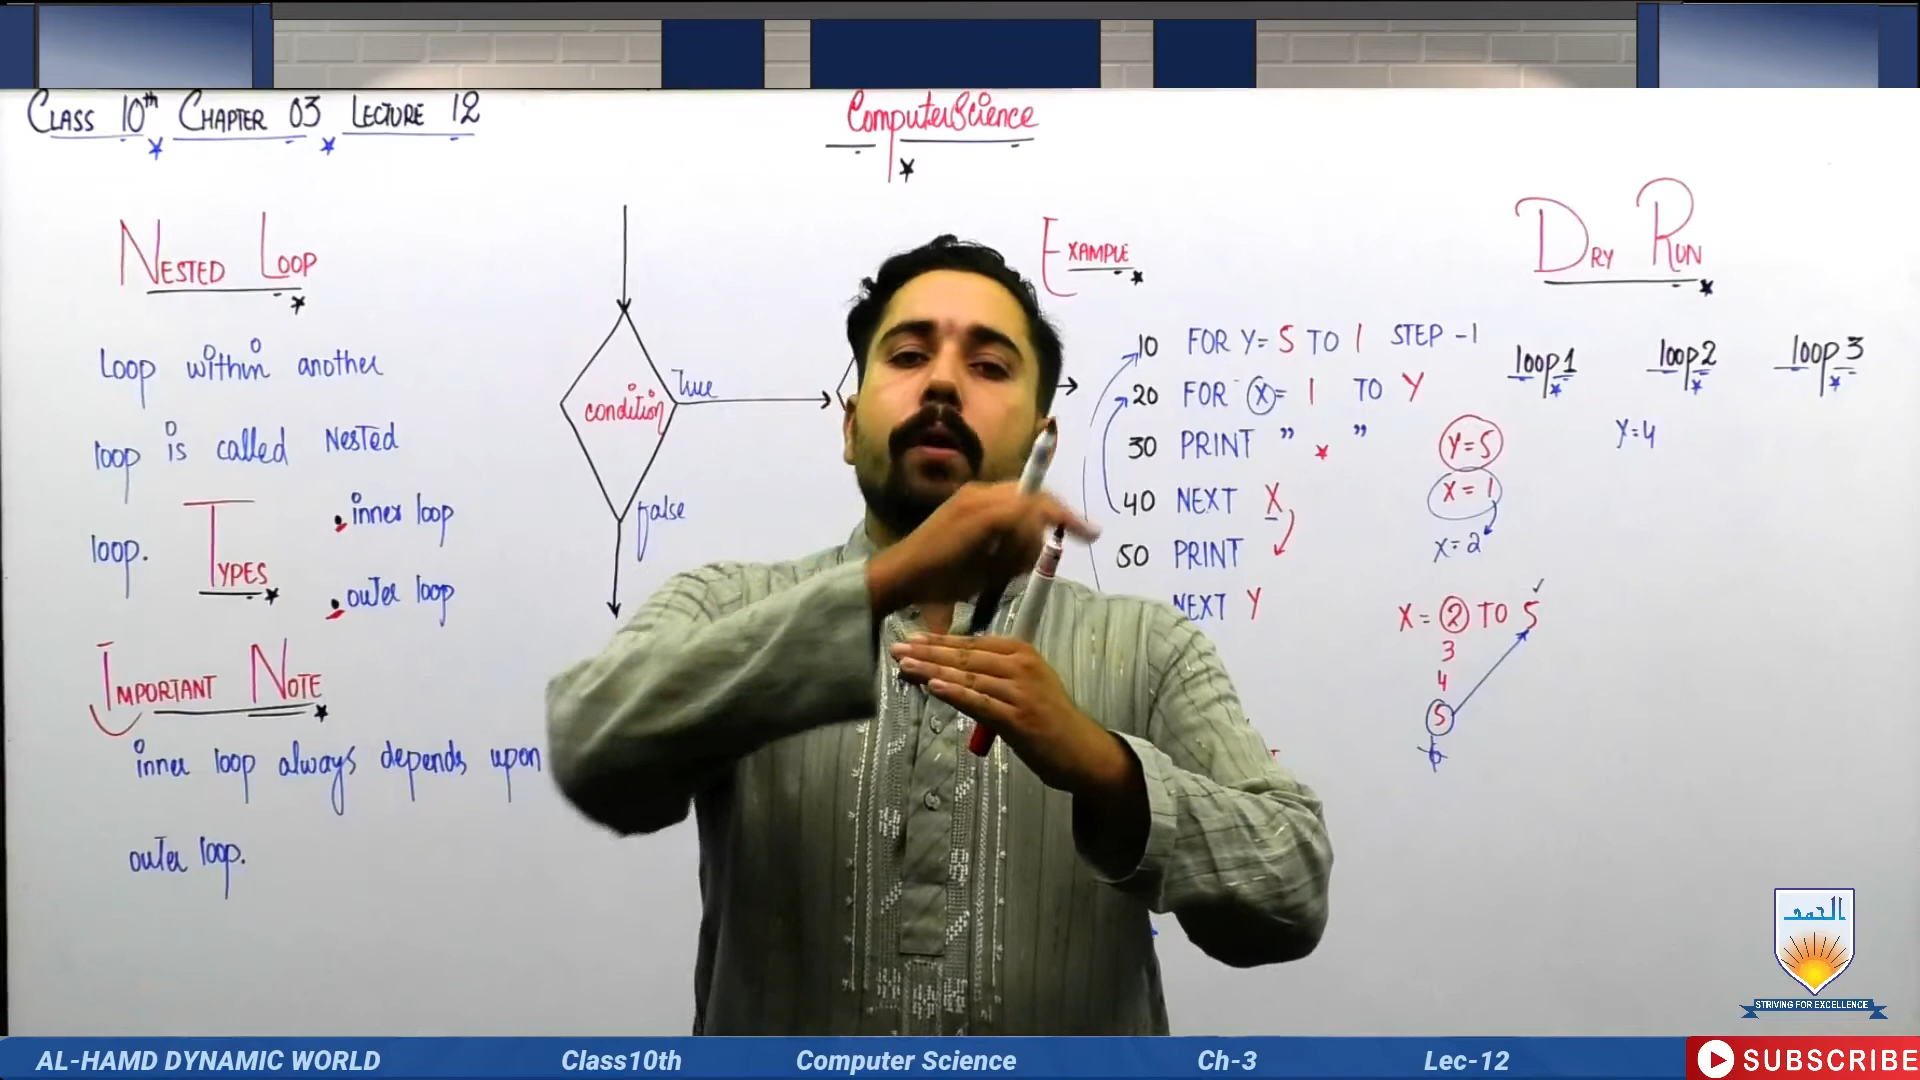 CLASS 10th CHAPTER 03 LECTURE 12
Computer Science
NESTED LOOP
Loop within another
loop is called Nested
loop.
TYPES
inner loop
outer loop
IMPORTANT NOTE
inner loop always depends upon
outer loop.
condition
True
false
EXAMPLE
10 FOR Y= 5 TO 1 STEP -1
20 FOR X= 1 TO Y
30 PRINT " * "
40 NEXT X
50 PRINT
NEXT Y
DRY RUN
loop 1
loop 2
loop 3
Y=5
X=1
X=2
X= 2 TO 5
3
4
5
6
Y=4
الحمد
STRIVING FOR EXCELLENCE
AL-HAMD DYNAMIC WORLD Class10th Computer Science Ch-3 Lec-12 SUBSCRIBE